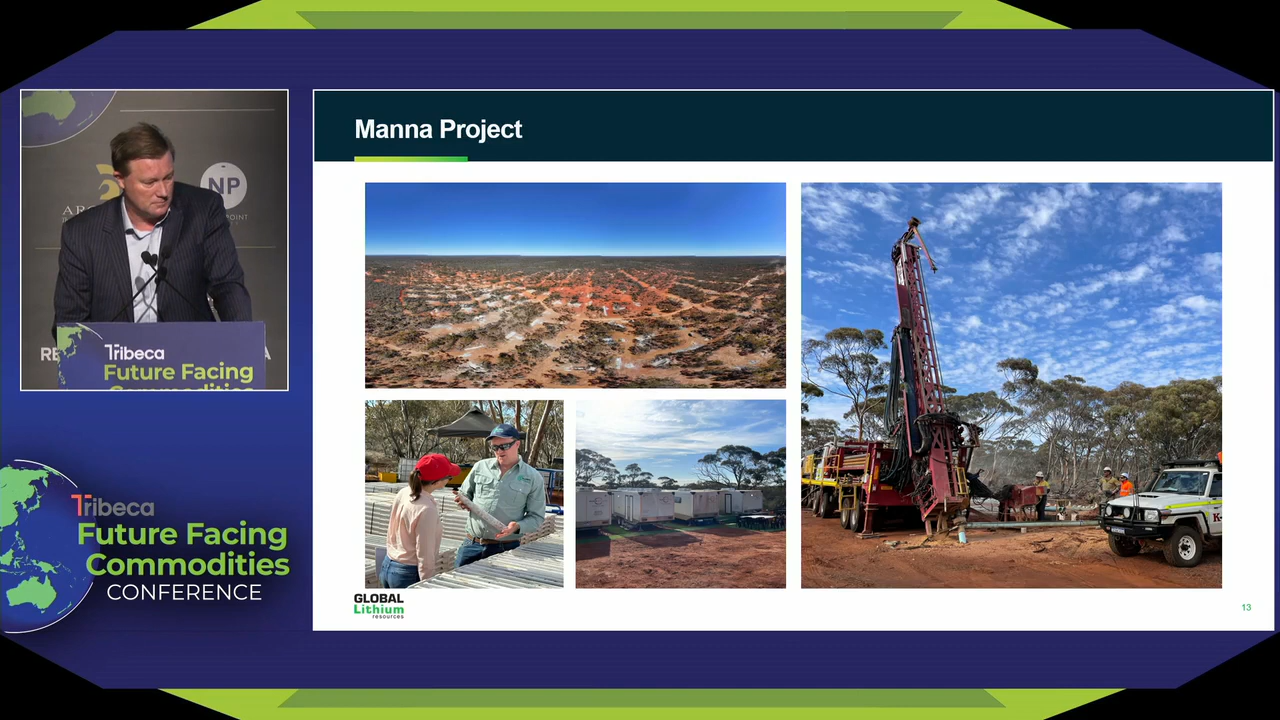 Manna Project
NP
Tribeca
Future Facing
Commodities
Tribeca
Future Facing
Commodities
CONFERENCE
GLOBAL
Lithium
resources
13